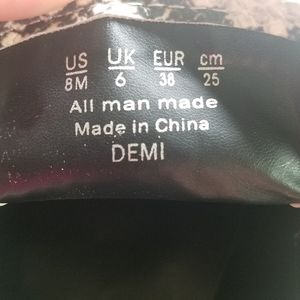 US UK EUR cm
8M 6 38 25
All man made
Made in China
DEMI